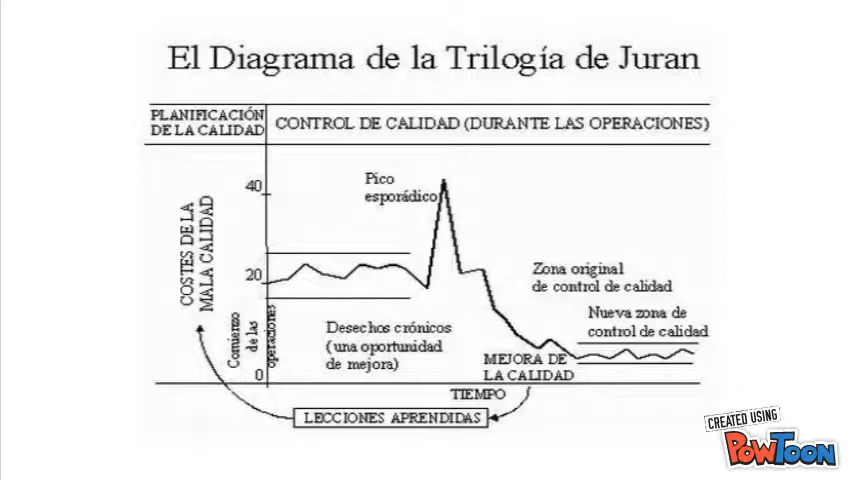 El Diagrama de la Trilogía de Juran
PLANIFICACIÓN
DE LA CALIDAD
CONTROL DE CALIDAD (DURANTE LAS OPERACIONES)
Pico
esporádico
40
20
0
COSTES DE LA
MALA CALIDAD
Comienzo
de las
operaciones
Zona original
de control de calidad
Nueva zona de
control de calidad
Desechos crónicos
(una oportunidad
de mejora)
MEJORA DE
LA CALIDAD
TIEMPO
LECCIONES APRENDIDAS
CREATED USING
POWTOON